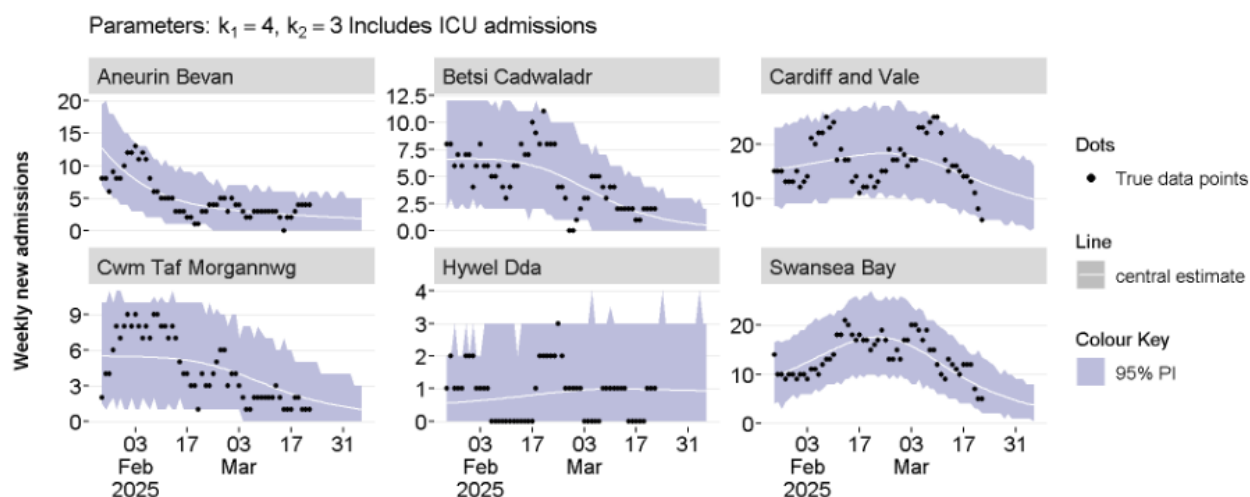 Parameters: k₁ = 4, k₂ = 3 Includes ICU admissions
Weekly new admissions
Aneurin Bevan
20
15
10
5
0
Betsi Cadwaladr
12.5
10.0
7.5
5.0
2.5
0.0
Cardiff and Vale
20
10
Cwm Taf Morgannwg
9
6
3
0
03 17 03 17 31
Feb Mar
2025
Hywel Dda
4
3
2
1
0
03 17 03 17 31
Feb Mar
2025
Swansea Bay
20
10
0
03 17 03 17 31
Feb Mar
2025
Dots
True data points
Line
central estimate
Colour Key
95% PI